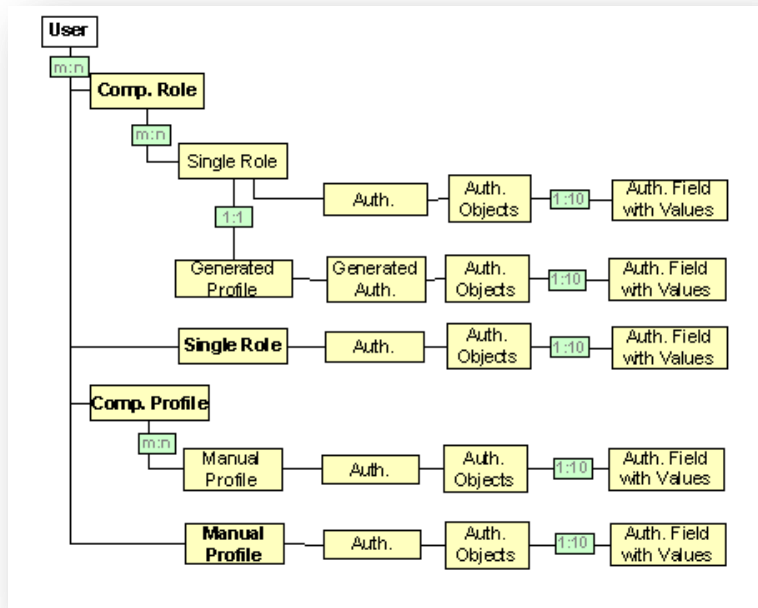 User
m:n
Comp. Role
m:n
Single Role
Auth.
Auth.
Objects
1:10
Auth. Field
with Values
1:1
Generated
Profile
Generated
Auth.
Auth.
Objects
1:10
Auth. Field
with Values
Single Role
Auth.
Auth.
Objects
1:10
Auth. Field
with Values
Comp. Profile
m:n
Manual
Profile
Auth.
Auth.
Objects
1:10
Auth. Field
with Values
Manual
Profile
Auth.
Auth.
Objects
1:10
Auth. Field
with Values